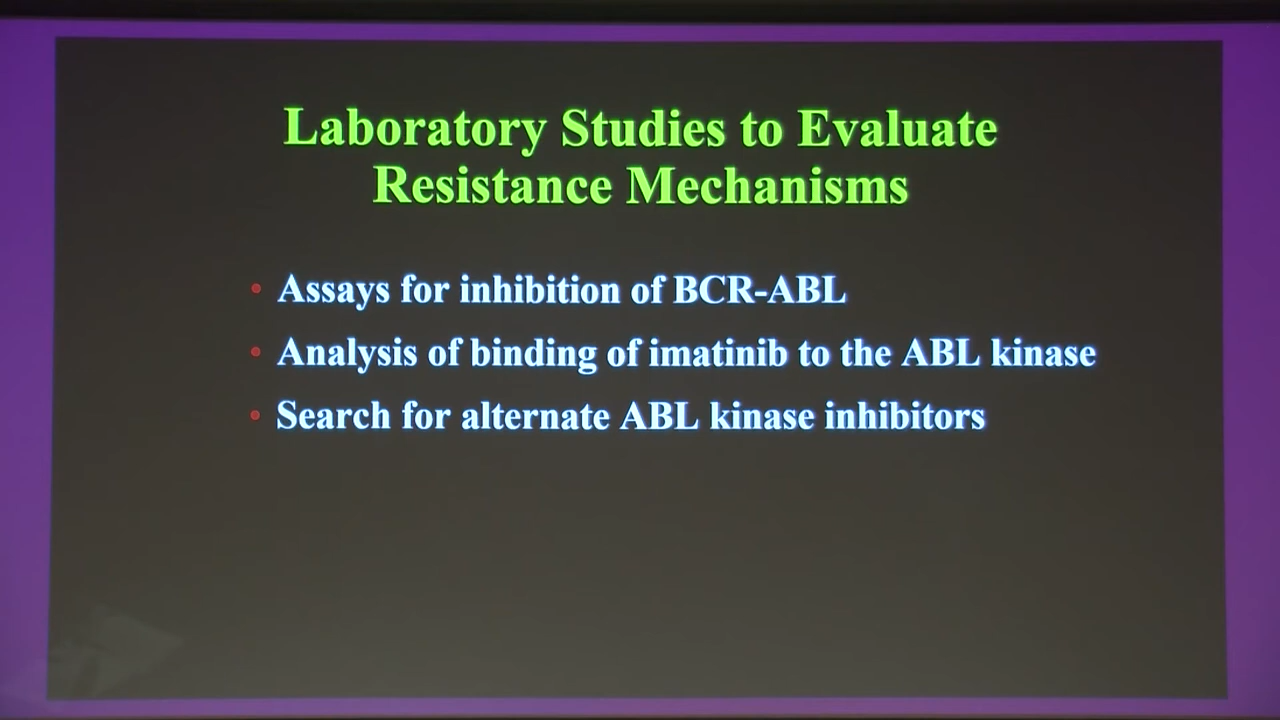 Laboratory Studies to Evaluate
Resistance Mechanisms
• Assays for inhibition of BCR-ABL
• Analysis of binding of imatinib to the ABL kinase
• Search for alternate ABL kinase inhibitors